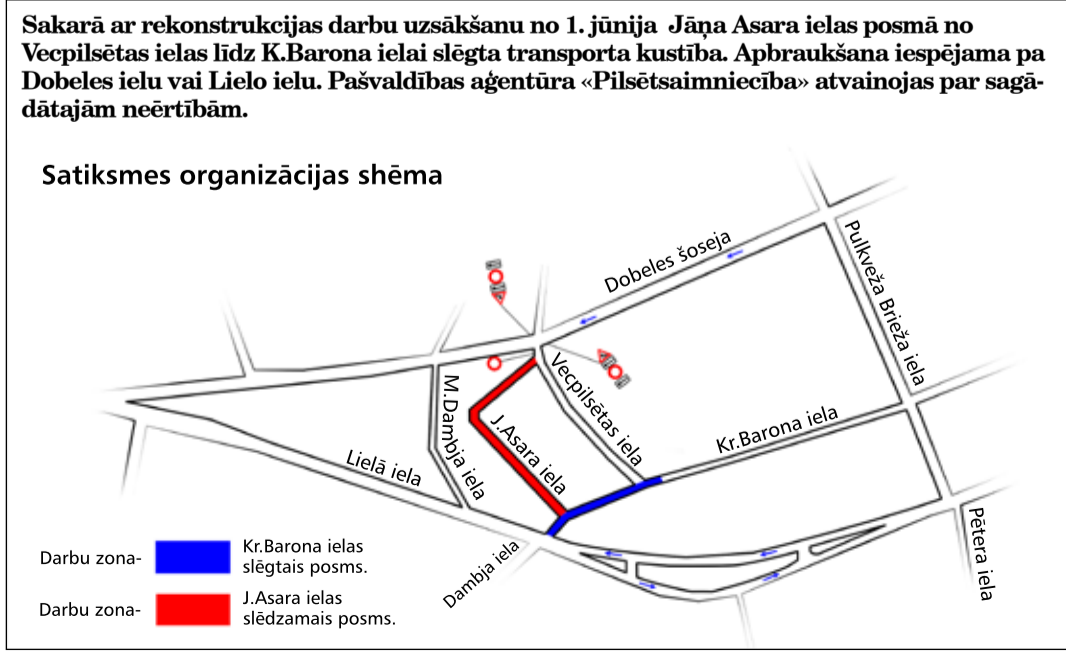 Sakarā ar rekonstrukcijas darbu uzsākšanu no 1. jūnija Jāņa Asara ielas posmā no
Vecpilsētas ielas līdz K.Barona ielai slēgta transporta kustība. Apbraukšana iespējama pa
Dobeles ielu vai Lielo ielu. Pašvaldības aģentūra «Pilsētsaimniecība» atvainojas par sagā-
dātajām neērtībām.
Satiksmes organizācijas shēma
Dobeles šoseja
Pulkveža Brieža iela
Vecpilsētas iela
M.Dambja iela
J.Asara iela
Kr.Barona iela
Lielā iela
Dambja iela
Pētera iela
Darbu zona-
Kr.Barona ielas
slēgtais posms.
Darbu zona-
J.Asara ielas
slēdzamais posms.